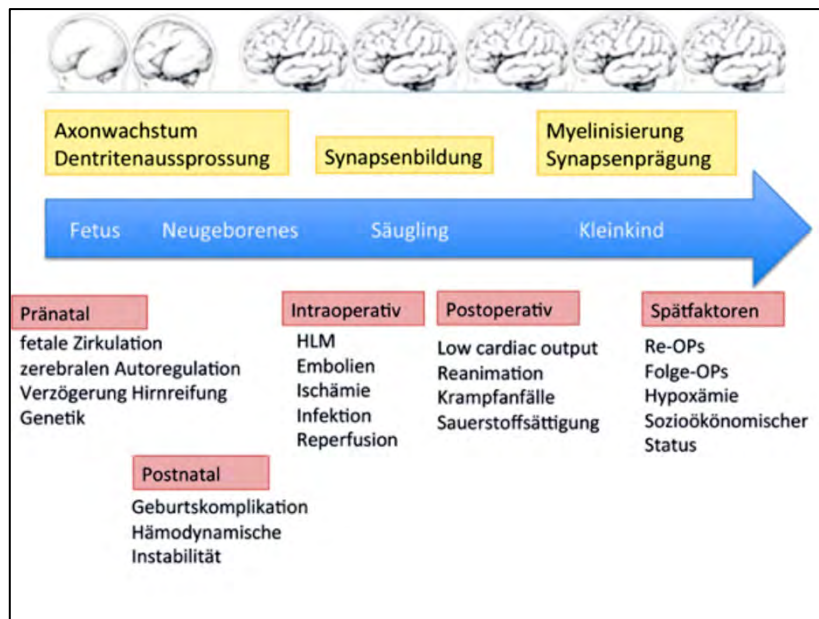 Axonwachstum
Dentritenaussprossung
Synapsenbildung
Myelinisierung
Synapsenprägung
Fetus
Neugeborenes
Säugling
Kleinkind
Pränatal
fetale Zirkulation
zerebralen Autoregulation
Verzögerung Hirnreifung
Genetik
Postnatal
Geburtskomplikation
Hämodynamische
Instabilität
Intraoperativ
HLM
Embolien
Ischämie
Infektion
Reperfusion
Postoperativ
Low cardiac output
Reanimation
Krampfanfälle
Sauerstoffsättigung
Spätfaktoren
Re-OPs
Folge-OPs
Hypoxämie
Sozioökonomischer
Status